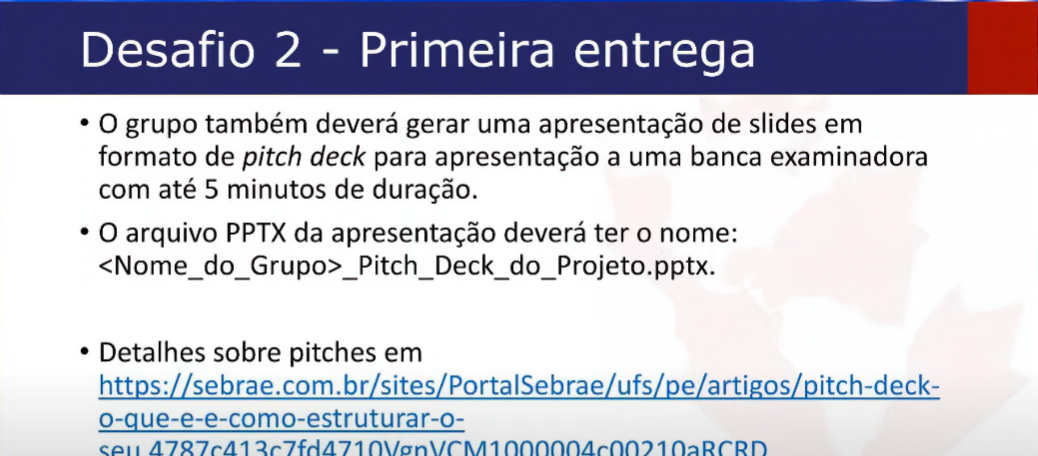 Desafio 2 - Primeira entrega
• O grupo também deverá gerar uma apresentação de slides em
formato de pitch deck para apresentação a uma banca examinadora
com até 5 minutos de duração.
• O arquivo PPTX da apresentação deverá ter o nome:
<Nome_do_Grupo>_Pitch_Deck_do_Projeto.pptx.
• Detalhes sobre pitches em
https://sebrae.com.br/sites/PortalSebrae/ufs/pe/artigos/pitch-deck-
o-que-e-e-como-estruturar-o-
seu,4787c413c7fd4710VgnVCM1000004c00210aRCRD